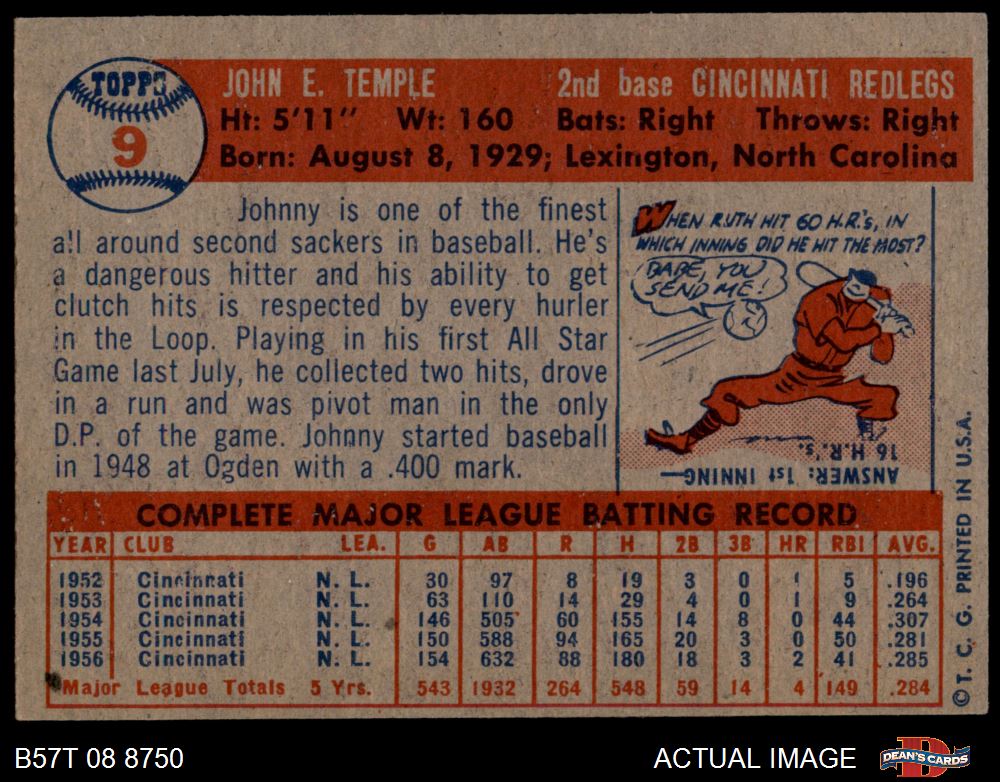 TOPPS
9
JOHN E. TEMPLE 2nd base CINCINNATI REDLEGS
Ht: 5'11" Wt: 160 Bats: Right Throws: Right
Born: August 8, 1929; Lexington, North Carolina
Johnny is one of the finest
all around second sackers in baseball. He's
a dangerous hitter and his ability to get
clutch hits is respected by every hurler
in the Loop. Playing in his first All Star
Game last July, he collected two hits, drove
in a run and was pivot man in the only
D.P. of the game. Johnny started baseball
in 1948 at Ogden with a .400 mark.
WHEN RUTH HIT 60 H.R.'s, IN
WHICH INNING DID HE HIT THE MOST?
BABE, YOU
SEND ME!
ANSWER: 1st INNING—
16 H.R.'s.
COMPLETE MAJOR LEAGUE BATTING RECORD
YEAR CLUB LEA. G AB R H 2B 3B HR RBI AVG.
1952 Cincinnati N. L. 30 97 8 19 3 0 1 5 .196
1953 Cincinnati N. L. 63 110 14 29 4 0 1 9 .264
1954 Cincinnati N. L. 146 505 60 155 14 8 0 44 .307
1955 Cincinnati N. L. 150 588 94 165 20 3 0 50 .281
1956 Cincinnati N. L. 154 632 88 180 18 3 2 41 .285
Major League Totals 5 Yrs. 543 1932 264 548 59 14 4 149 .284
© T. C. G. PRINTED IN U.S.A.
B57T 08 8750 ACTUAL IMAGE
DEAN'S CARDS